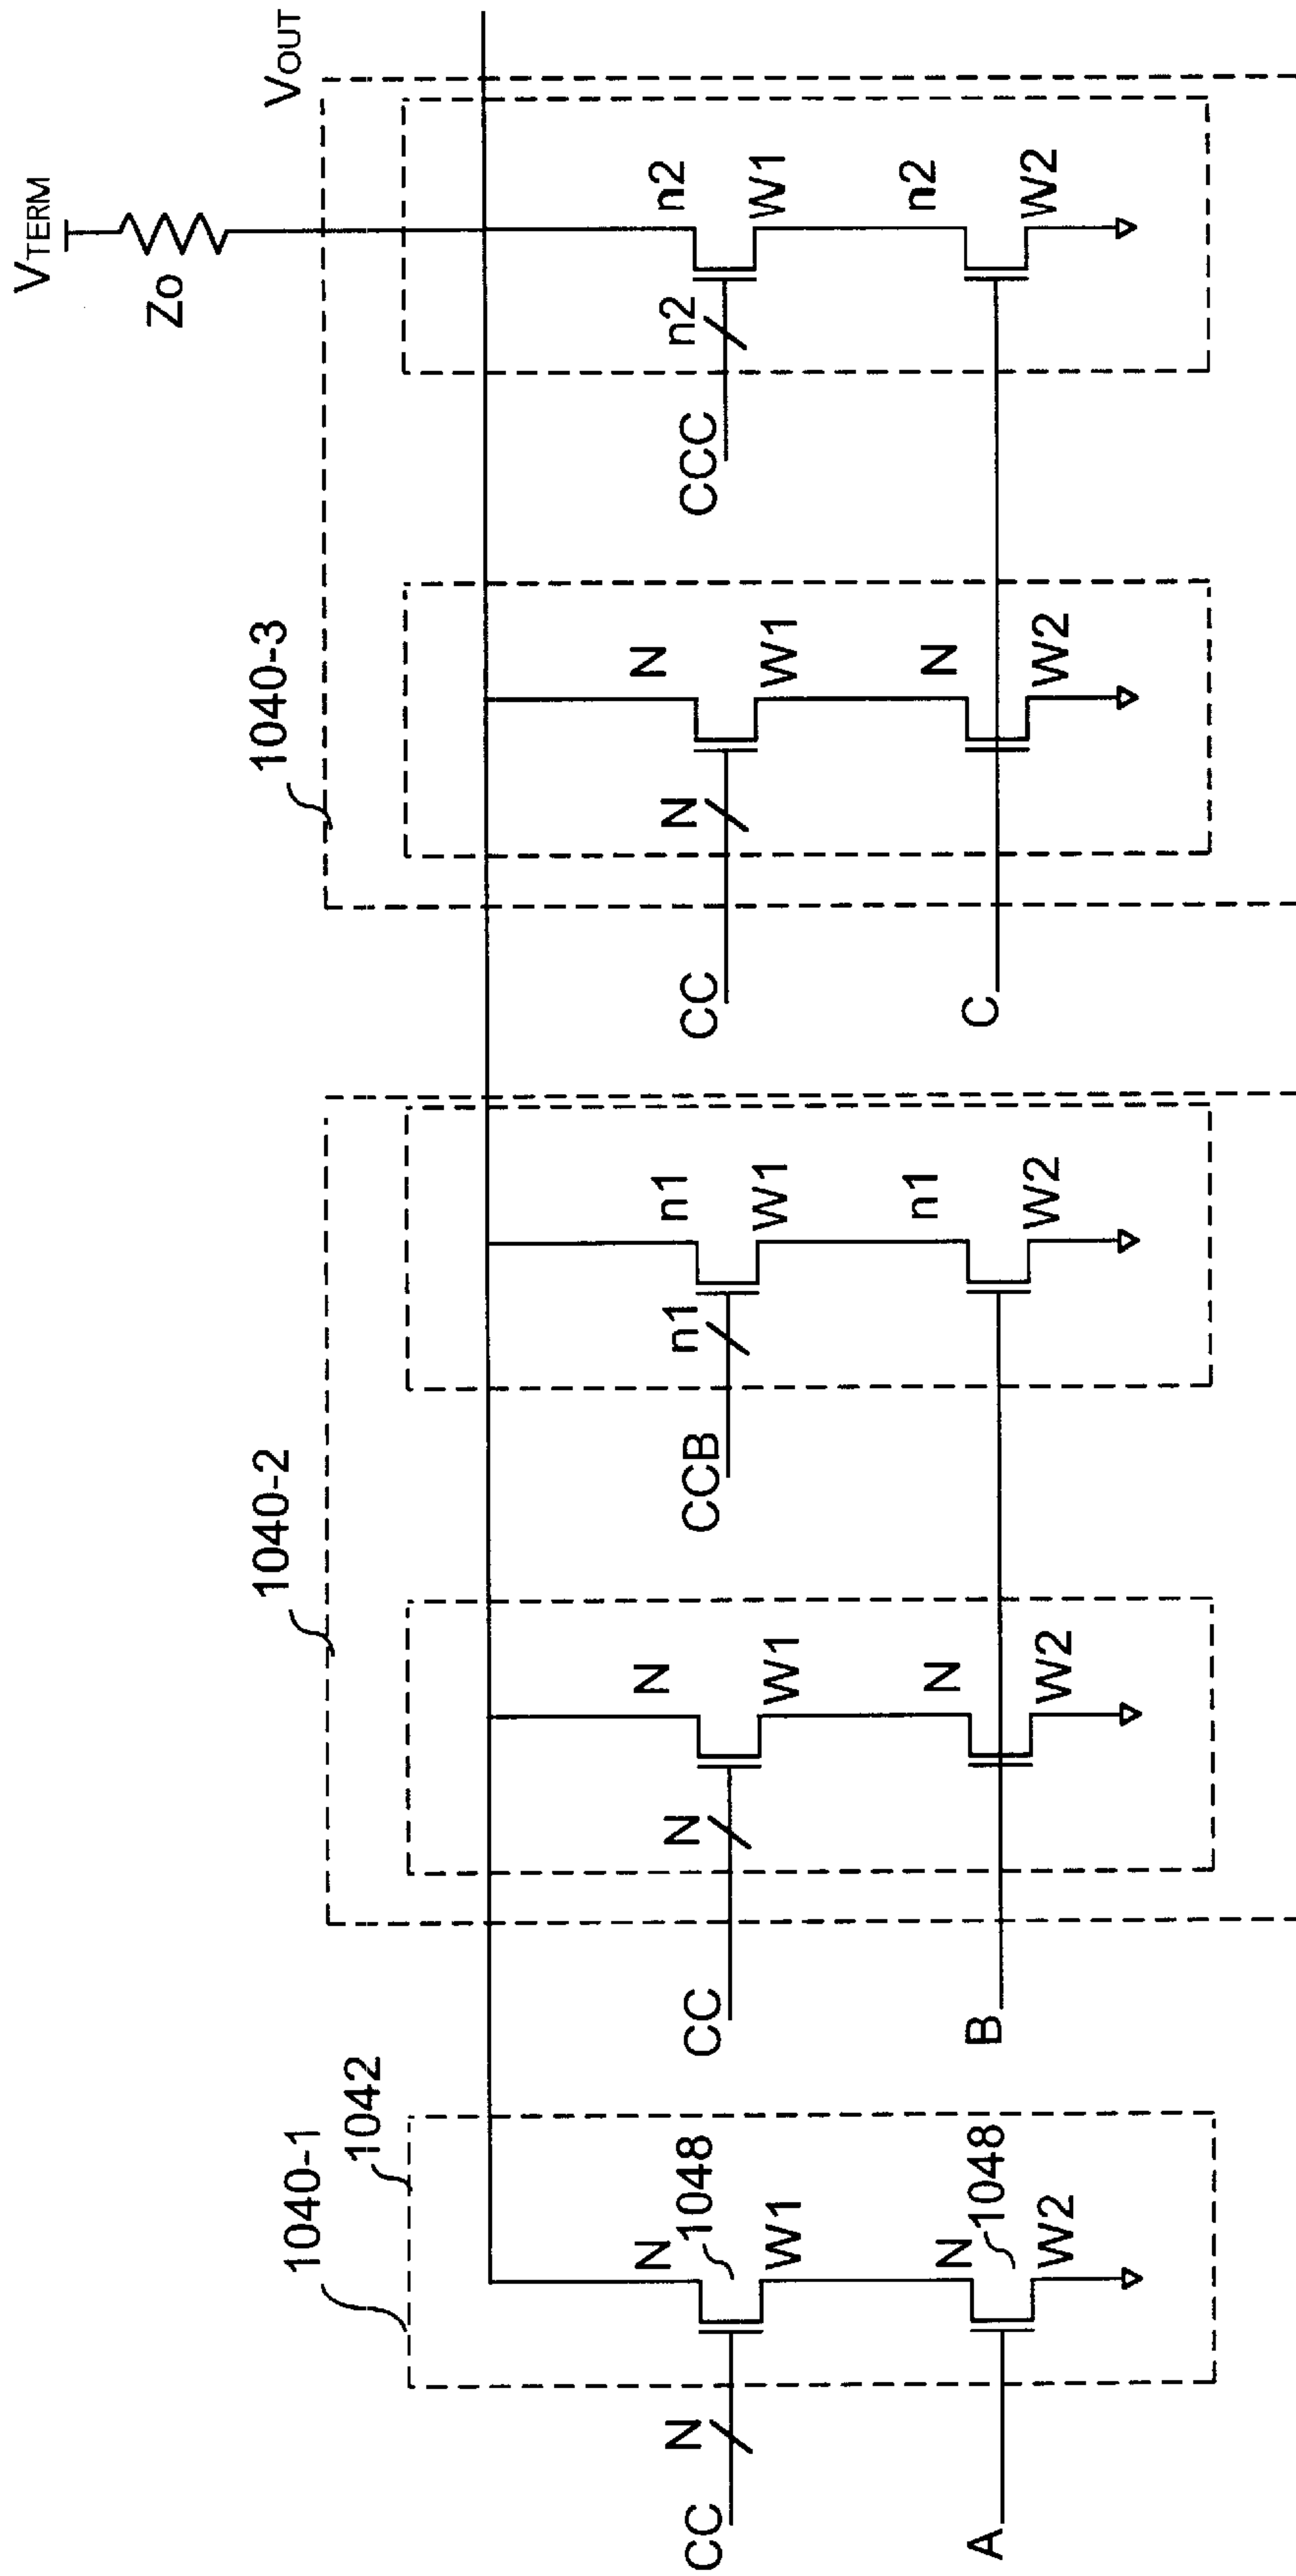 VTERM
Zo
VOUT
1040-1
1042
1040-2
1040-3
CC
N
N
1048
W1
A
N
1048
W2
CC
N
N
W1
B
N
W2
CCB
n1
n1
W1
n1
W2
CC
N
N
W1
C
N
W2
CCC
n2
n2
W1
n2
W2